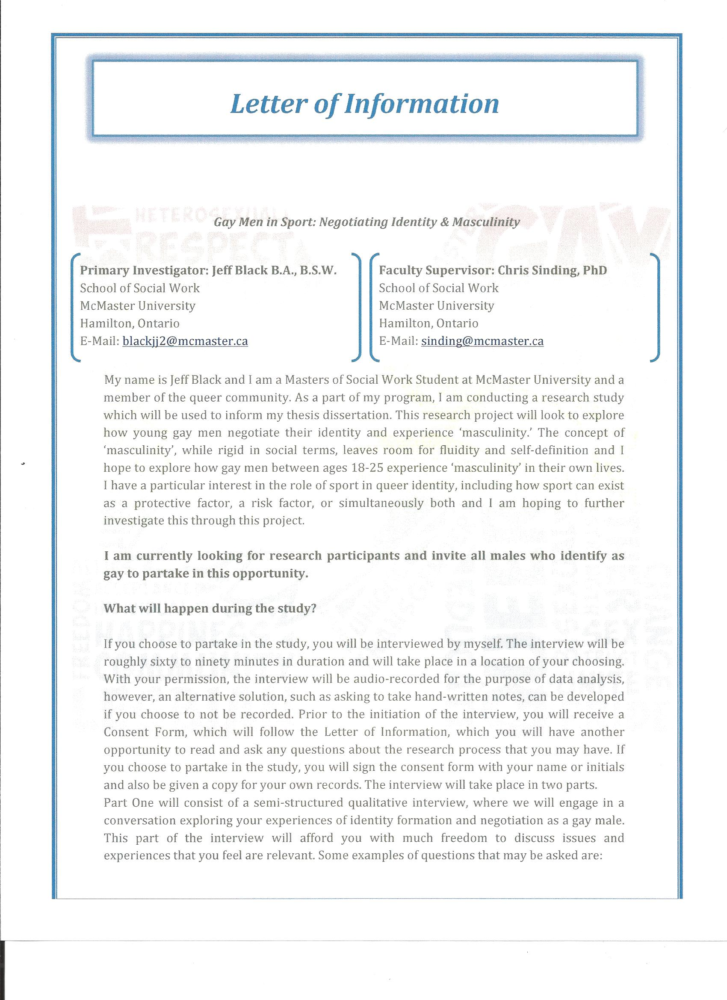 Letter of Information
HETEROSEXUAL
Gay Men in Sport: Negotiating Identity & Masculinity
RESPECT
GAY
Primary Investigator: Jeff Black B.A., B.S.W.
School of Social Work
McMaster University
Hamilton, Ontario
E-Mail: blackjj2@mcmaster.ca
Faculty Supervisor: Chris Sinding, PhD
School of Social Work
McMaster University
Hamilton, Ontario
E-Mail: sinding@mcmaster.ca
My name is Jeff Black and I am a Masters of Social Work Student at McMaster University and a
member of the queer community. As a part of my program, I am conducting a research study
which will be used to inform my thesis dissertation. This research project will look to explore
how young gay men negotiate their identity and experience ‘masculinity.’ The concept of
‘masculinity’, while rigid in social terms, leaves room for fluidity and self-definition and I
hope to explore how gay men between ages 18-25 experience ‘masculinity’ in their own lives.
I have a particular interest in the role of sport in queer identity, including how sport can exist
as a protective factor, a risk factor, or simultaneously both and I am hoping to further
investigate this through this project.
I am currently looking for research participants and invite all males who identify as
gay to partake in this opportunity.
What will happen during the study?
If you choose to partake in the study, you will be interviewed by myself. The interview will be
roughly sixty to ninety minutes in duration and will take place in a location of your choosing.
With your permission, the interview will be audio-recorded for the purpose of data analysis,
however, an alternative solution, such as asking to take hand-written notes, can be developed
if you choose to not be recorded. Prior to the initiation of the interview, you will receive a
Consent Form, which will follow the Letter of Information, which you will have another
opportunity to read and ask any questions about the research process that you may have. If
you choose to partake in the study, you will sign the consent form with your name or initials
and also be given a copy for your own records. The interview will take place in two parts.
Part One will consist of a semi-structured qualitative interview, where we will engage in a
conversation exploring your experiences of identity formation and negotiation as a gay male.
This part of the interview will afford you with much freedom to discuss issues and
experiences that you feel are relevant. Some examples of questions that may be asked are: